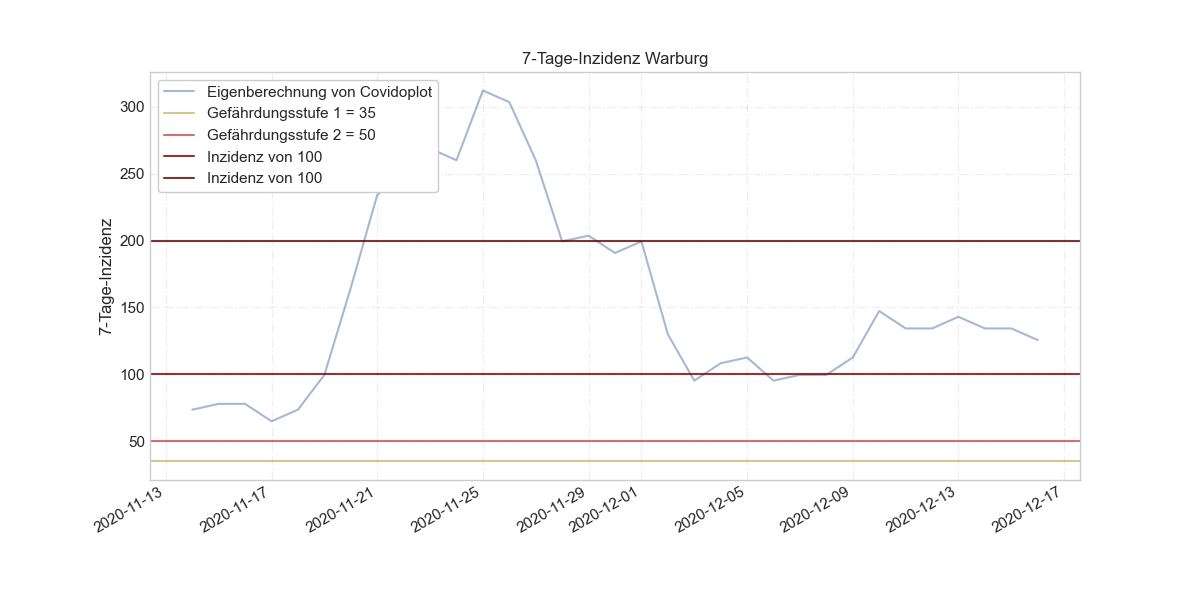 7-Tage-Inzidenz Warburg
Eigenberechnung von Covidoplot
Gefährdungsstufe 1 = 35
Gefährdungsstufe 2 = 50
Inzidenz von 100
Inzidenz von 100
7-Tage-Inzidenz
300
250
200
150
100
50
2020-11-13
2020-11-17
2020-11-21
2020-11-25
2020-11-29
2020-12-01
2020-12-05
2020-12-09
2020-12-13
2020-12-17